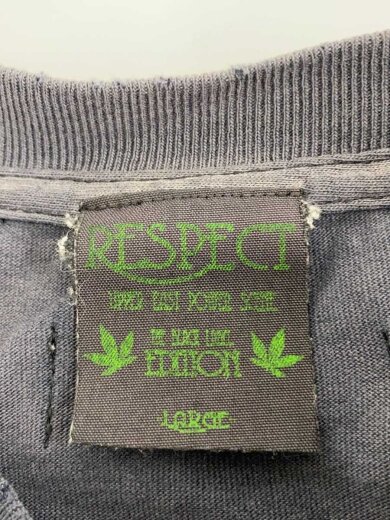 RESPECT
UPPER EAST POWER SCENE
THE BLACK LABEL
EDITION
LARGE